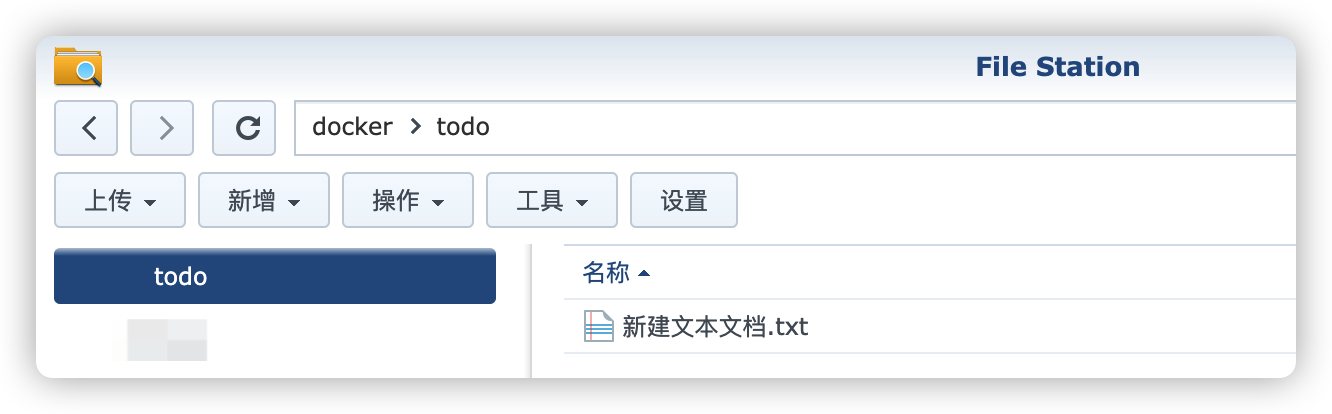 File Station
docker > todo
上传 新增 操作 工具 设置
todo
名称
新建文本文档.txt